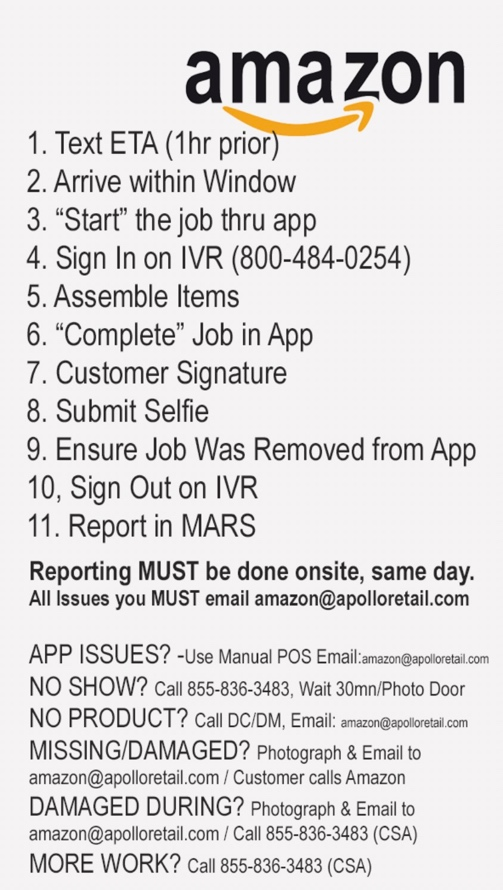 amazon
1. Text ETA (1hr prior)
2. Arrive within Window
3. “Start” the job thru app
4. Sign In on IVR (800-484-0254)
5. Assemble Items
6. “Complete” Job in App
7. Customer Signature
8. Submit Selfie
9. Ensure Job Was Removed from App
10, Sign Out on IVR
11. Report in MARS
Reporting MUST be done onsite, same day.
All Issues you MUST email amazon@apolloretail.com
APP ISSUES? -Use Manual POS Email:amazon@apolloretail.com
NO SHOW? Call 855-836-3483, Wait 30mn/Photo Door
NO PRODUCT? Call DC/DM, Email: amazon@apolloretail.com
MISSING/DAMAGED? Photograph & Email to
amazon@apolloretail.com / Customer calls Amazon
DAMAGED DURING? Photograph & Email to
amazon@apolloretail.com / Call 855-836-3483 (CSA)
MORE WORK? Call 855-836-3483 (CSA)